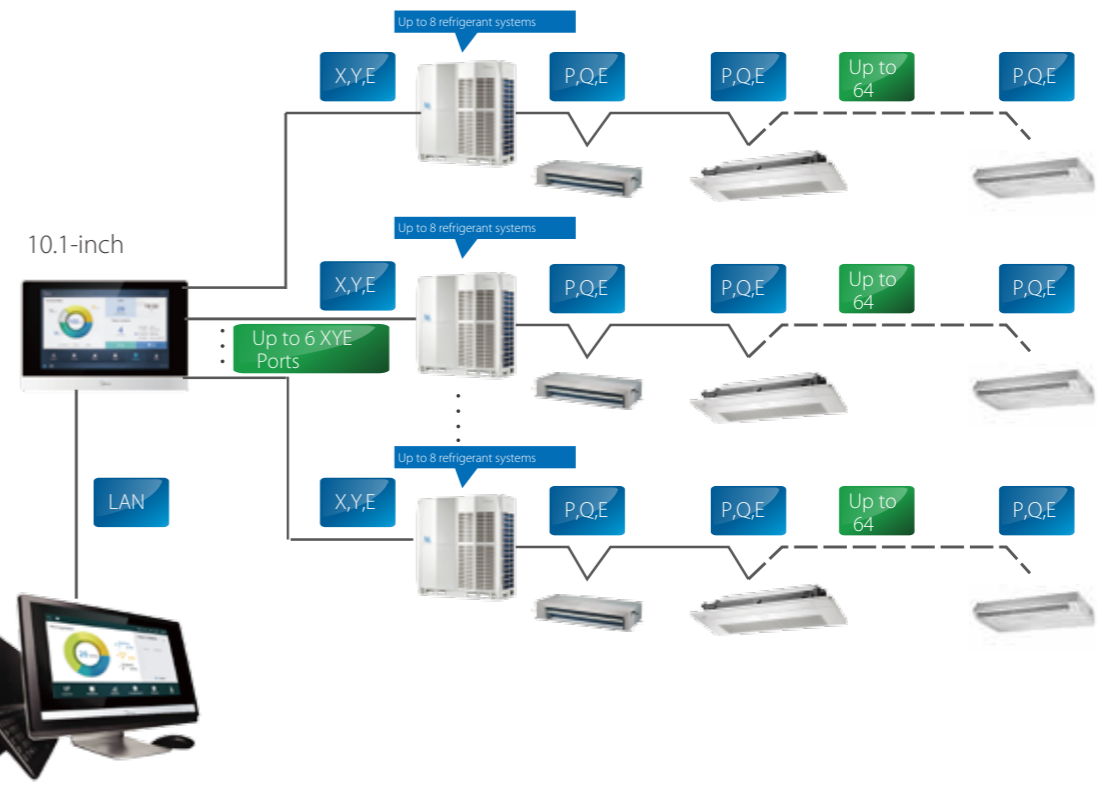 Up to 8 refrigerant systems
X,Y,E
P,Q,E
P,Q,E
Up to
64
P,Q,E
10.1-inch
Up to 8 refrigerant systems
X,Y,E
P,Q,E
P,Q,E
Up to
64
P,Q,E
Up to 6 XYE
Ports
Up to 8 refrigerant systems
LAN
X,Y,E
P,Q,E
P,Q,E
Up to
64
P,Q,E